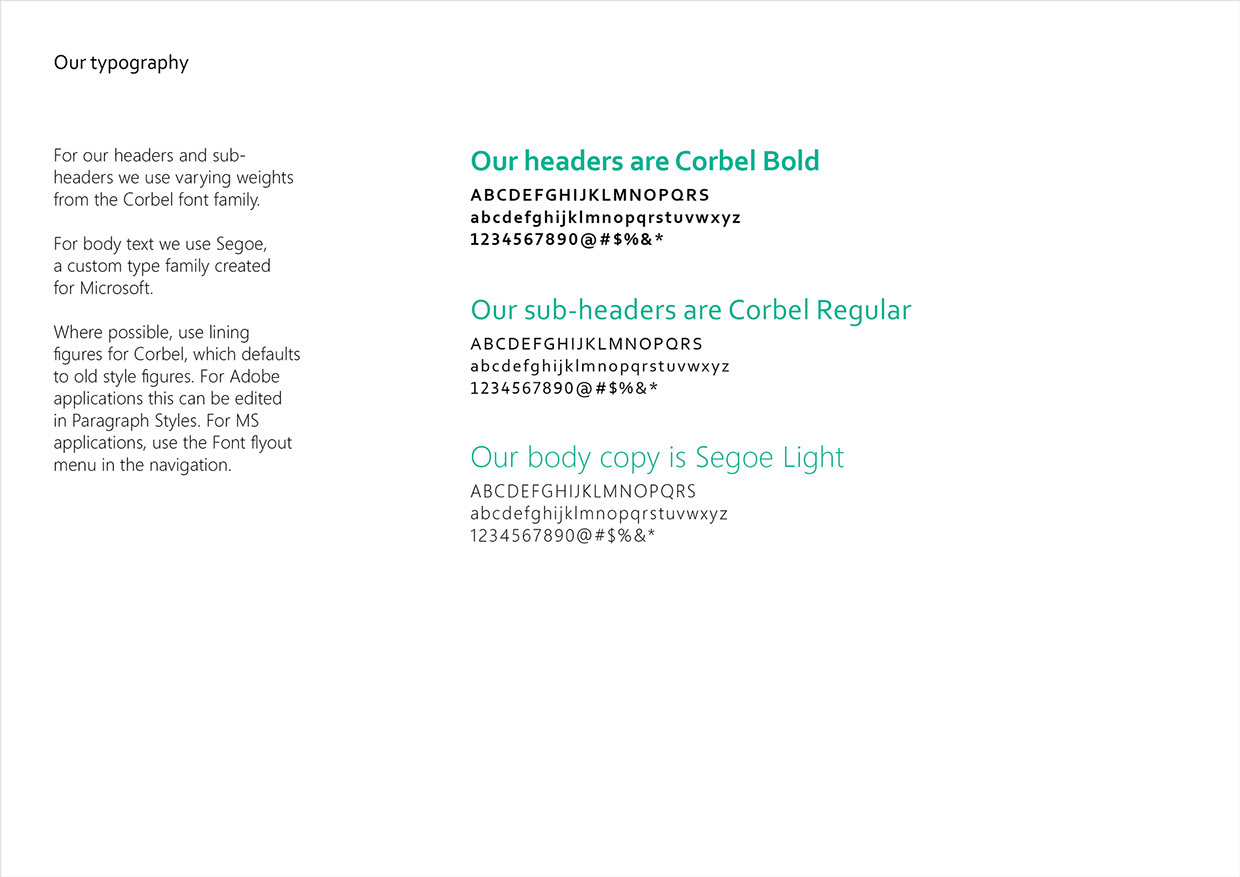 Our typography
For our headers and sub-
headers we use varying weights
from the Corbel font family.
For body text we use Segoe,
a custom type family created
for Microsoft.
Where possible, use lining
figures for Corbel, which defaults
to old style figures. For Adobe
applications this can be edited
in Paragraph Styles. For MS
applications, use the Font flyout
menu in the navigation.
Our headers are Corbel Bold
ABCDEFGHIJKLMNOPQRS
abcdefghijklmnopqrstuvwxyz
1234567890@#$%&*
Our sub-headers are Corbel Regular
ABCDEFGHIJKLMNOPQRS
abcdefghijklmnopqrstuvwxyz
1234567890@#$%&*
Our body copy is Segoe Light
ABCDEFGHIJKLMNOPQRS
abcdefghijklmnopqrstuvwxyz
1234567890@#$%&*